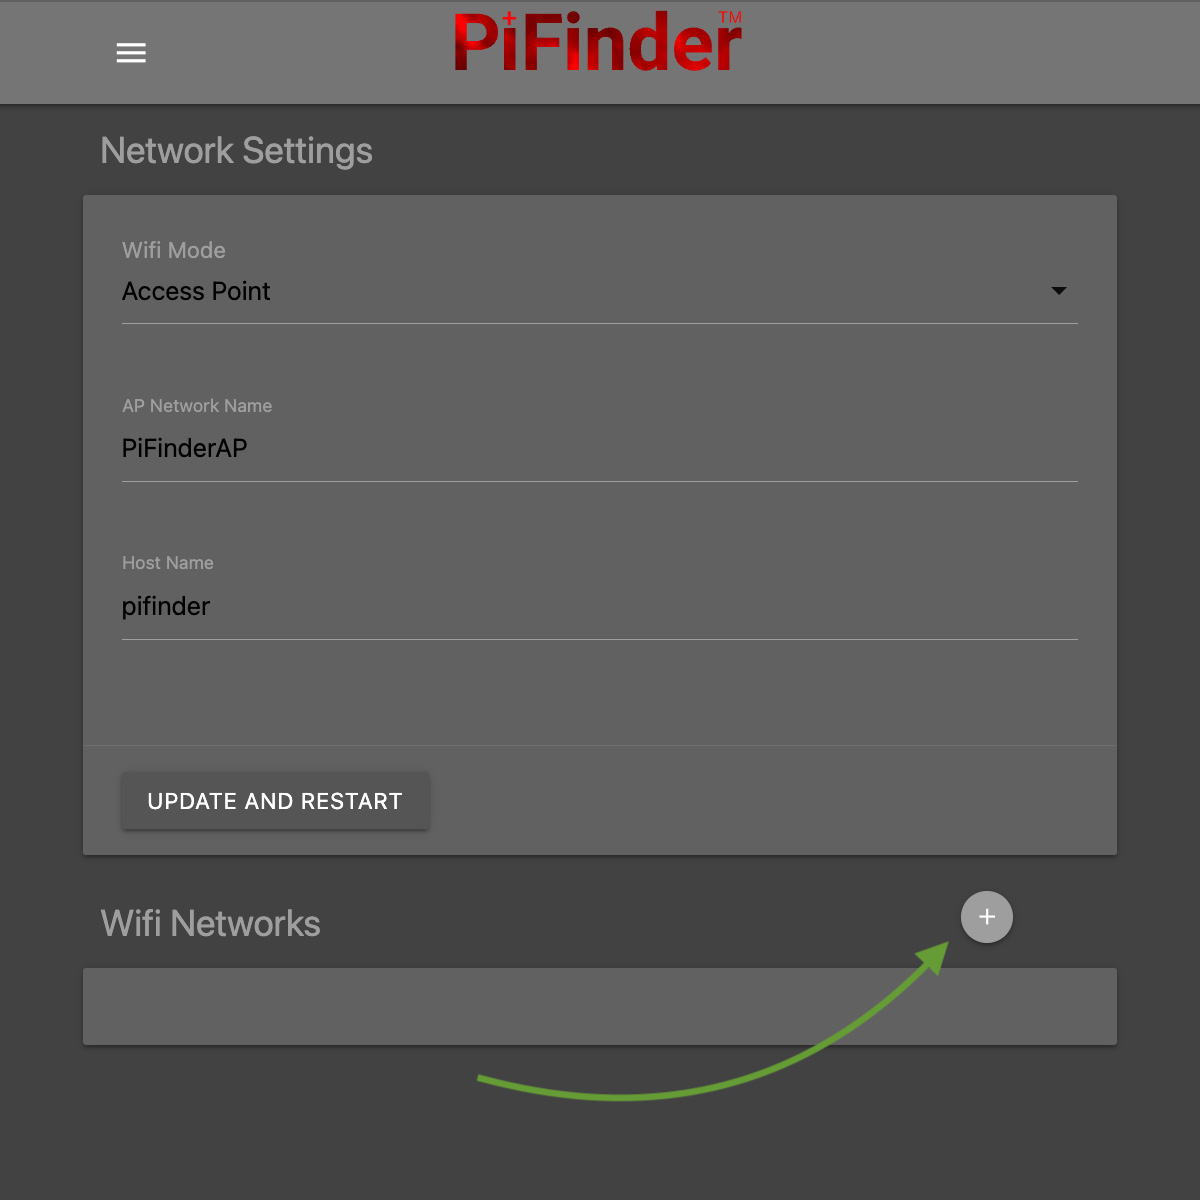 PiFinder™
Network Settings
Wifi Mode
Access Point
AP Network Name
PiFinderAP
Host Name
pifinder
UPDATE AND RESTART
Wifi Networks
+